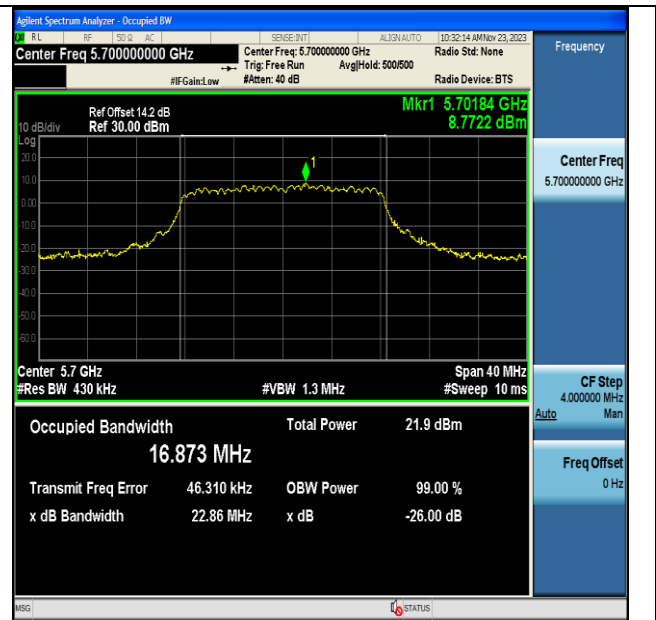 Agilent Spectrum Analyzer - Occupied BW
RL RF 50 Ω AC SENSE:INT ALIGN AUTO 10:32:14 AM Nov 23, 2023
Center Freq 5.700000000 GHz
Center Freq: 5.700000000 GHz
Radio Std: None
Trig: Free Run Avg|Hold: 500/500
#IFGain:Low #Atten: 40 dB Radio Device: BTS
Frequency
Ref Offset 14.2 dB
Mkr1 5.70184 GHz
10 dB/div Ref 30.00 dBm
8.7722 dBm
Log
20.0
1
10.0
0.00
-10.0
-20.0
-30.0
-40.0
-50.0
-60.0
Center 5.7 GHz Span 40 MHz
#Res BW 430 kHz #VBW 1.3 MHz #Sweep 10 ms
Center Freq
5.700000000 GHz
CF Step
4.000000 MHz
Auto Man
Freq Offset
0 Hz
Occupied Bandwidth Total Power 21.9 dBm
16.873 MHz
Transmit Freq Error 46.310 kHz OBW Power 99.00 %
x dB Bandwidth 22.86 MHz x dB -26.00 dB
MSG STATUS